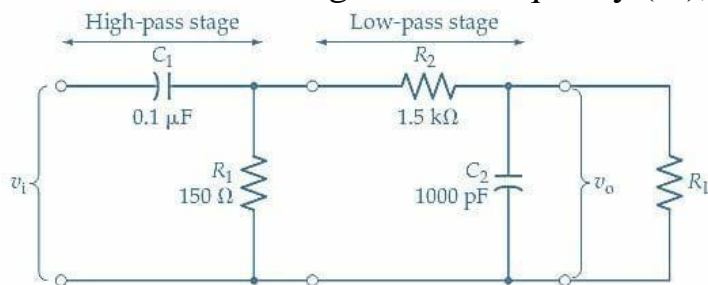 High-pass stage Low-pass stage
C1 R2
0.1 μF 1.5 kΩ
R1 C2
vi 150 Ω 1000 pF vo RL